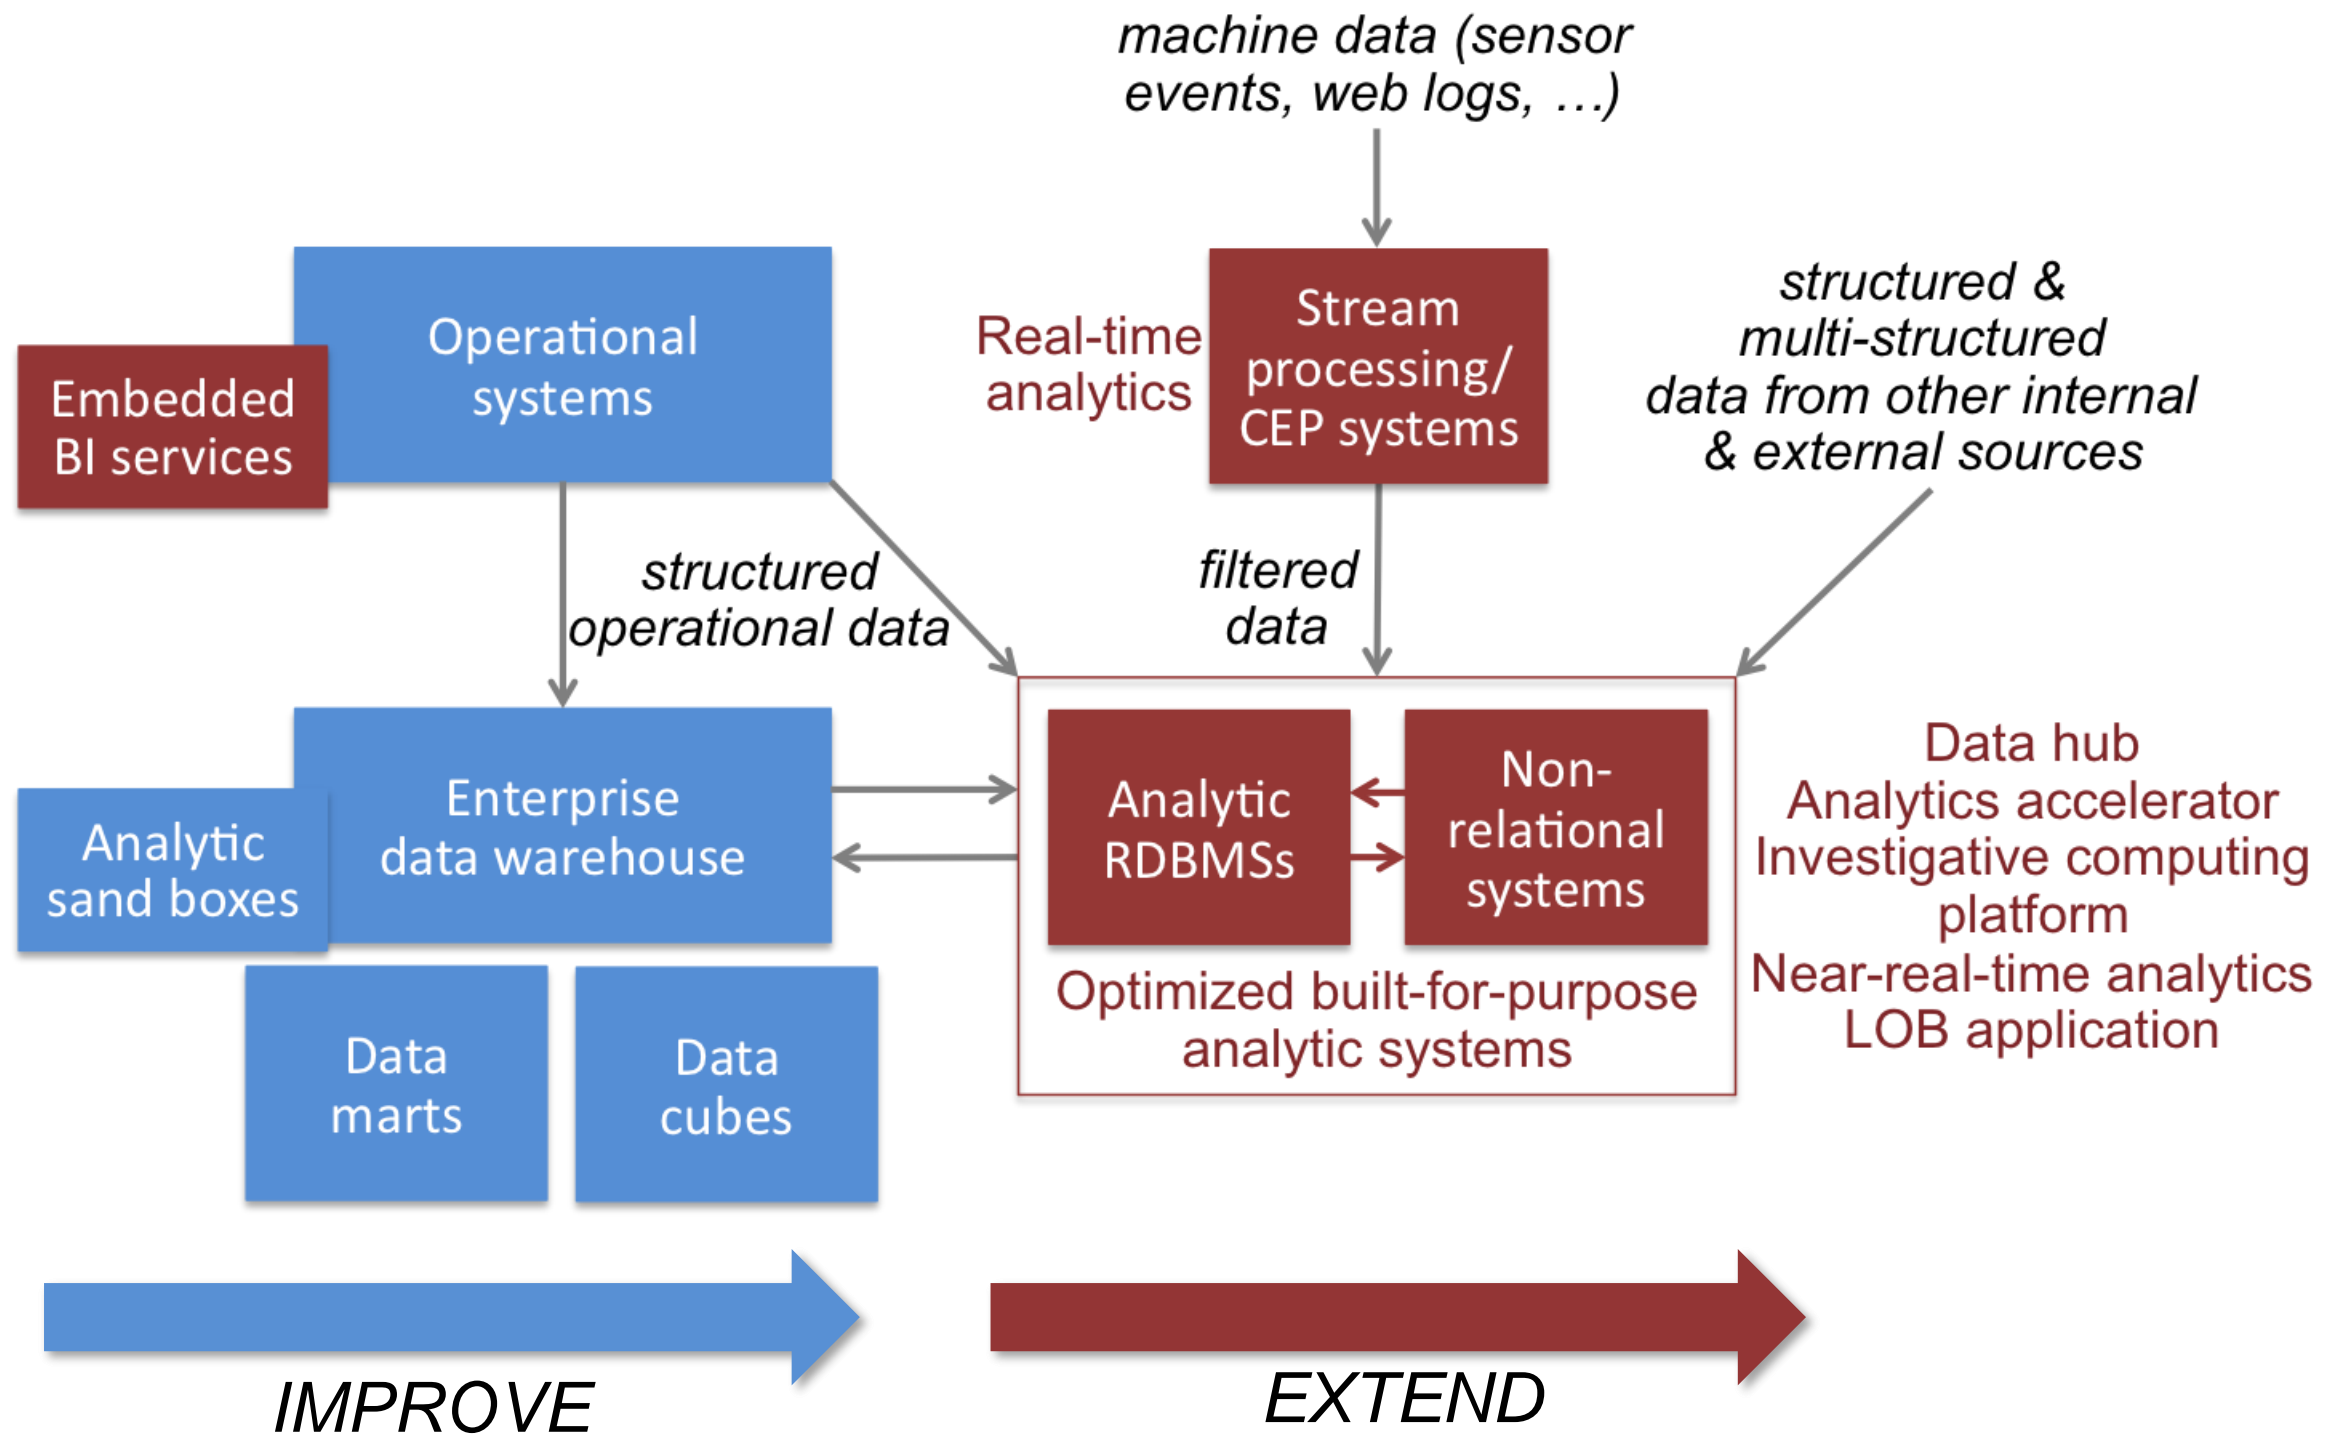 machine data (sensor
events, web logs, …)
Operational
systems
Embedded
BI services
Real-time
analytics
Stream
processing/
CEP systems
structured &
multi-structured
data from other internal
& external sources
structured
operational data
filtered
data
Enterprise
data warehouse
Analytic
sand boxes
Data
marts
Data
cubes
Analytic
RDBMSs
Non-
relational
systems
Optimized built-for-purpose
analytic systems
Data hub
Analytics accelerator
Investigative computing
platform
Near-real-time analytics
LOB application
IMPROVE
EXTEND